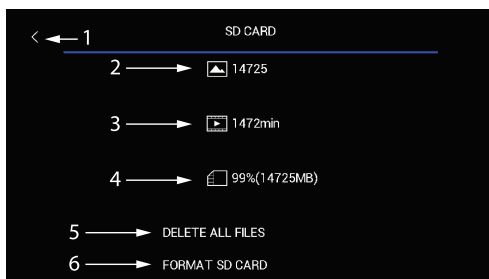 1 SD CARD
2 14725
3 1472min
4 99%(14725MB)
5 DELETE ALL FILES
6 FORMAT SD CARD